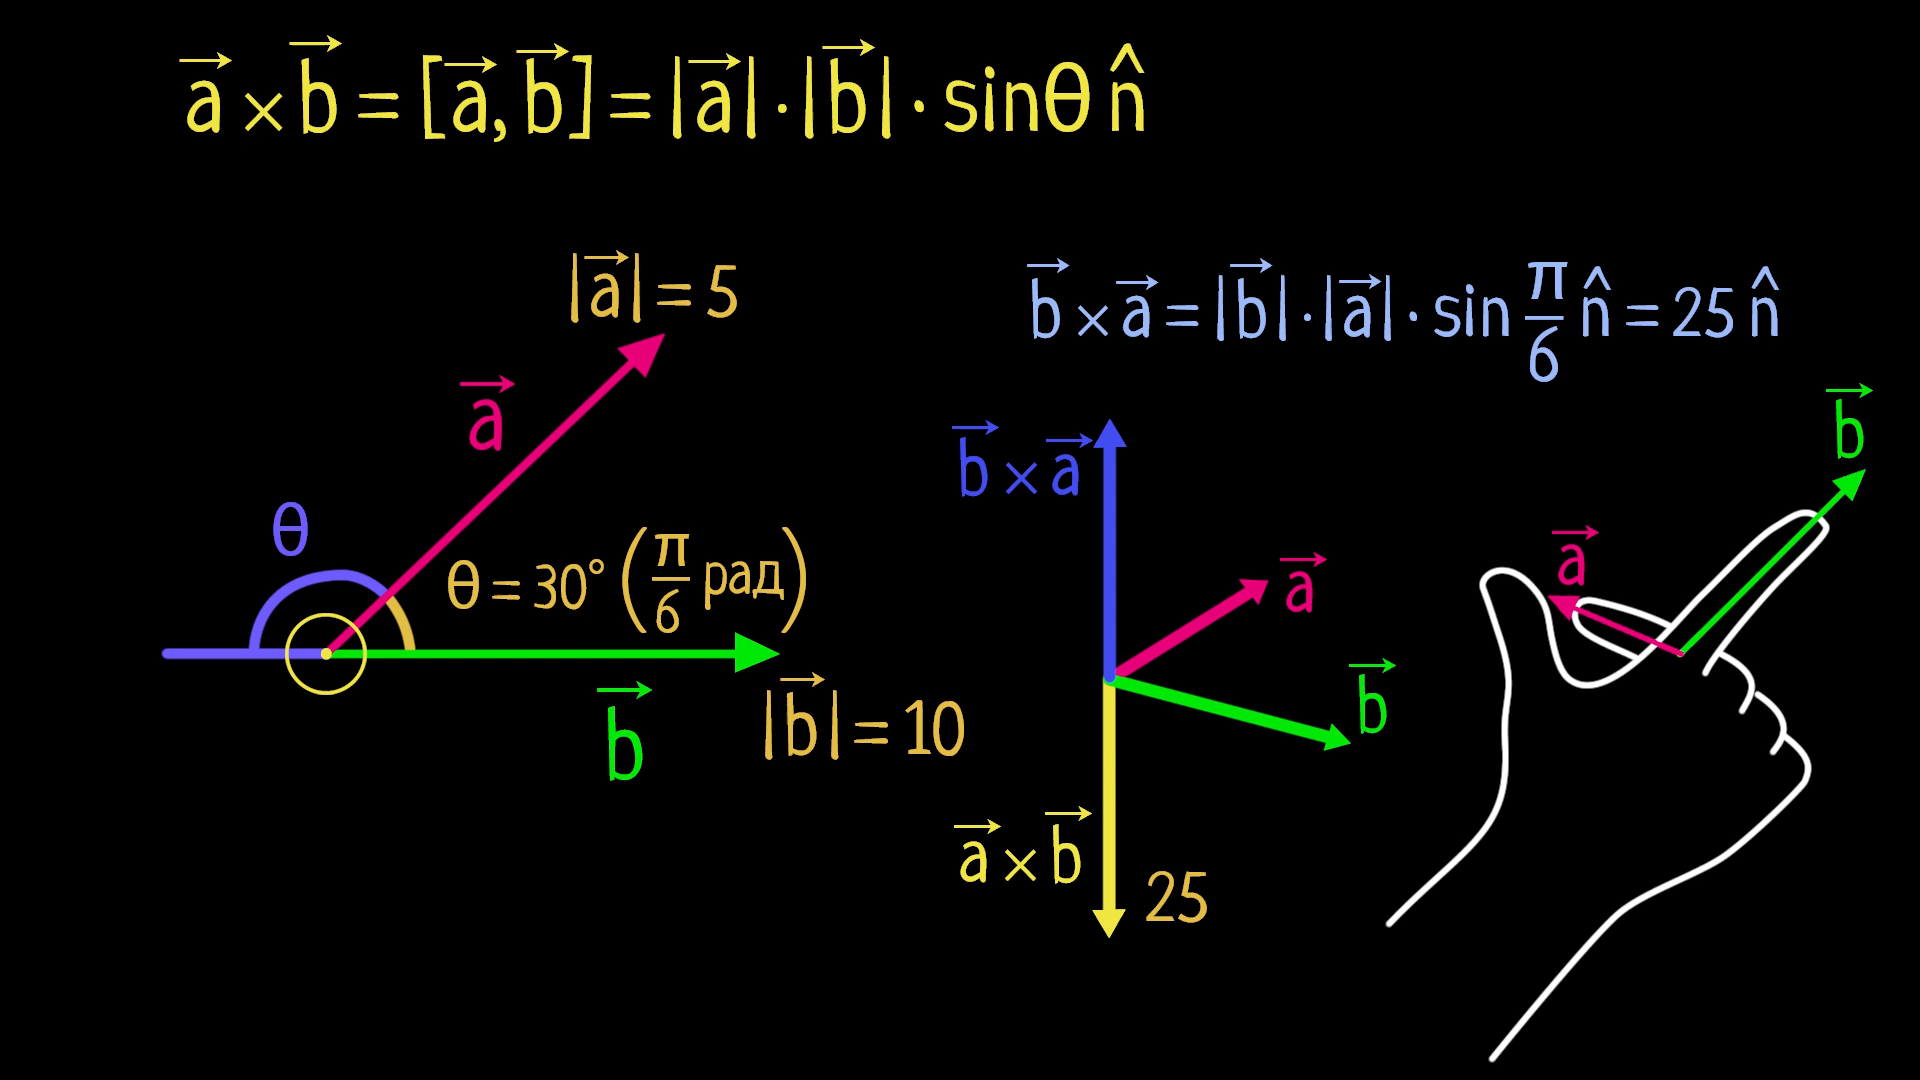 a⃗ × b⃗ = [a⃗, b⃗] = |a⃗| · |b⃗| · sinθ n̂
|a⃗| = 5
b⃗ × a⃗ = |b⃗| · |a⃗| · sin π/6 n̂ = 25 n̂
a⃗
θ
θ = 30° (π/6 рад)
b⃗
|b⃗| = 10
b⃗ × a⃗
a⃗
b⃗
a⃗ × b⃗
25
b⃗
a⃗